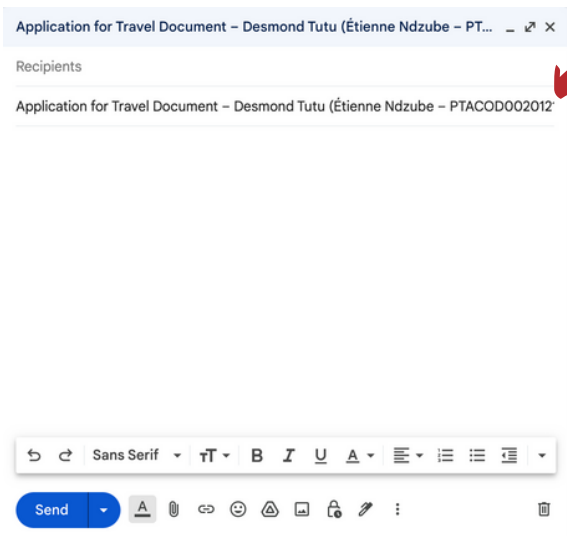 Application for Travel Document – Desmond Tutu (Étienne Ndzube – PT...
Recipients
Application for Travel Document – Desmond Tutu (Étienne Ndzube – PTACOD0020121
Sans Serif
B I U A
Send A